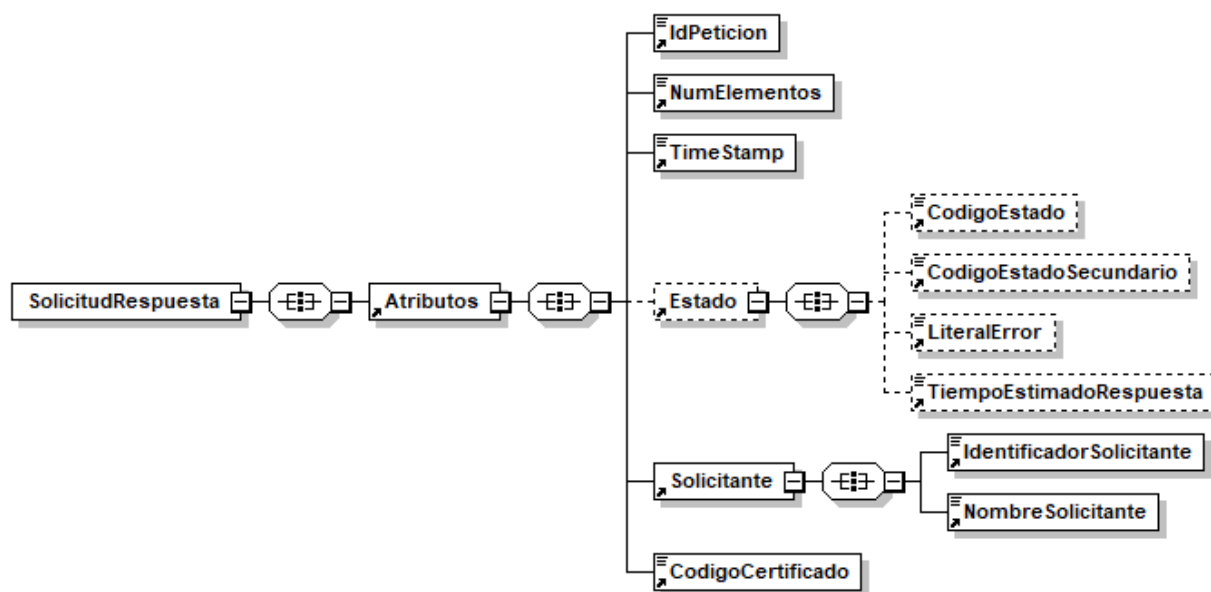 IdPeticion
NumElementos
TimeStamp
CodigoEstado
CodigoEstadoSecundario
SolicitudRespuesta
Atributos
Estado
LiteralError
TiempoEstimadoRespuesta
IdentificadorSolicitante
Solicitante
NombreSolicitante
CodigoCertificado